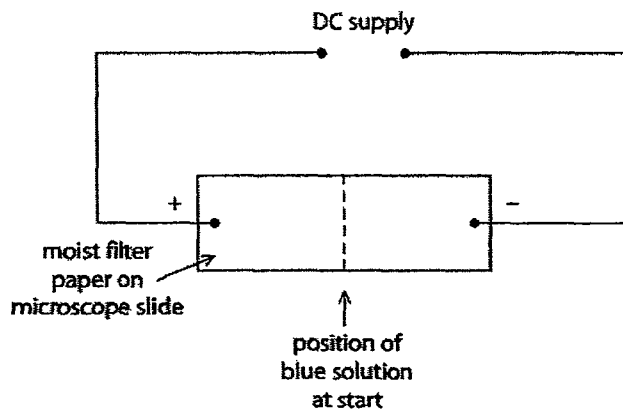 DC supply
+
−
moist filter
paper on
microscope slide
position of
blue solution
at start